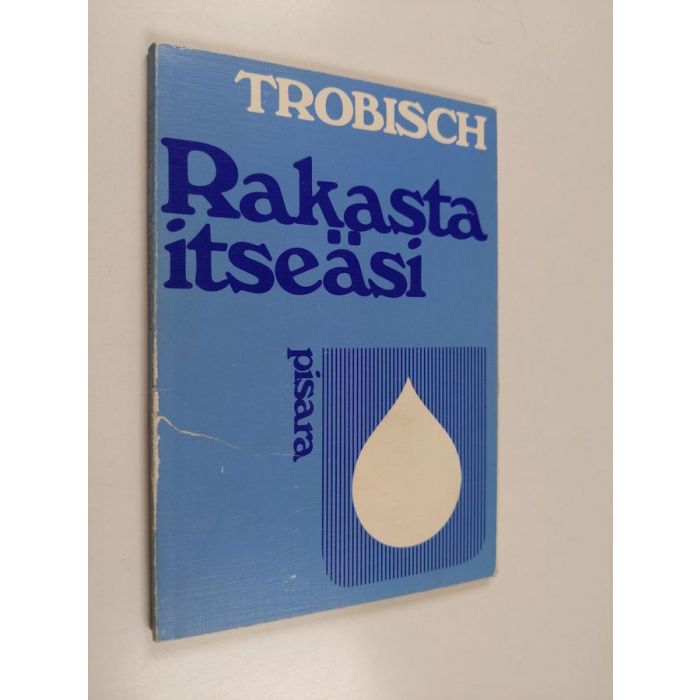 TROBISCH
Rakasta
itseäsi
pisara